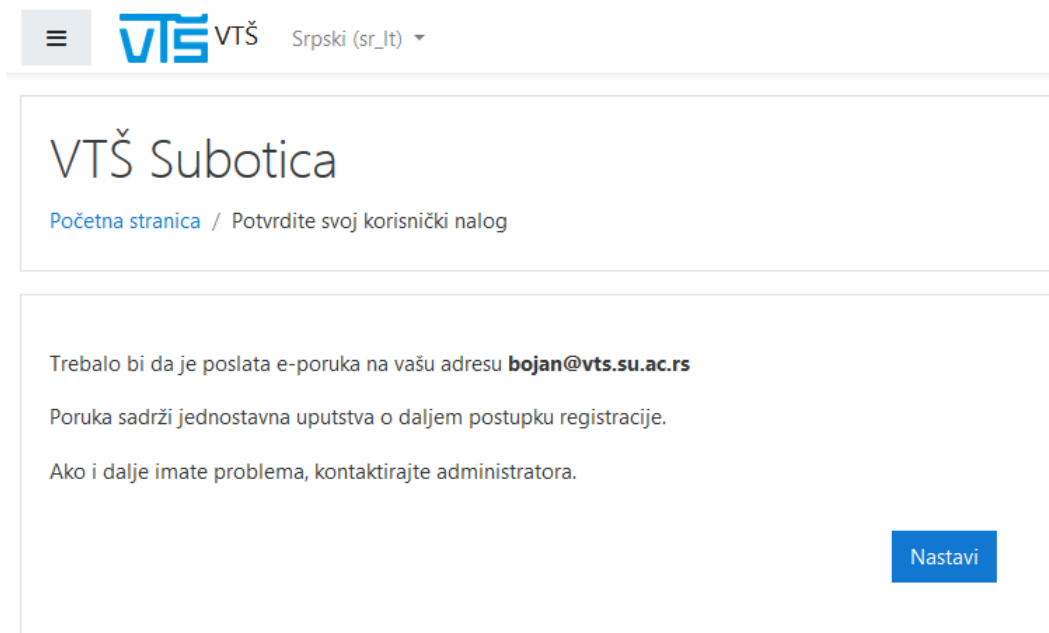 VTŠ VTŠ Srpski (sr_lt)
VTŠ Subotica
Početna stranica / Potvrdite svoj korisnički nalog
Trebalo bi da je poslata e-poruka na vašu adresu bojan@vts.su.ac.rs
Poruka sadrži jednostavna uputstva o daljem postupku registracije.
Ako i dalje imate problema, kontaktirajte administratora.
Nastavi